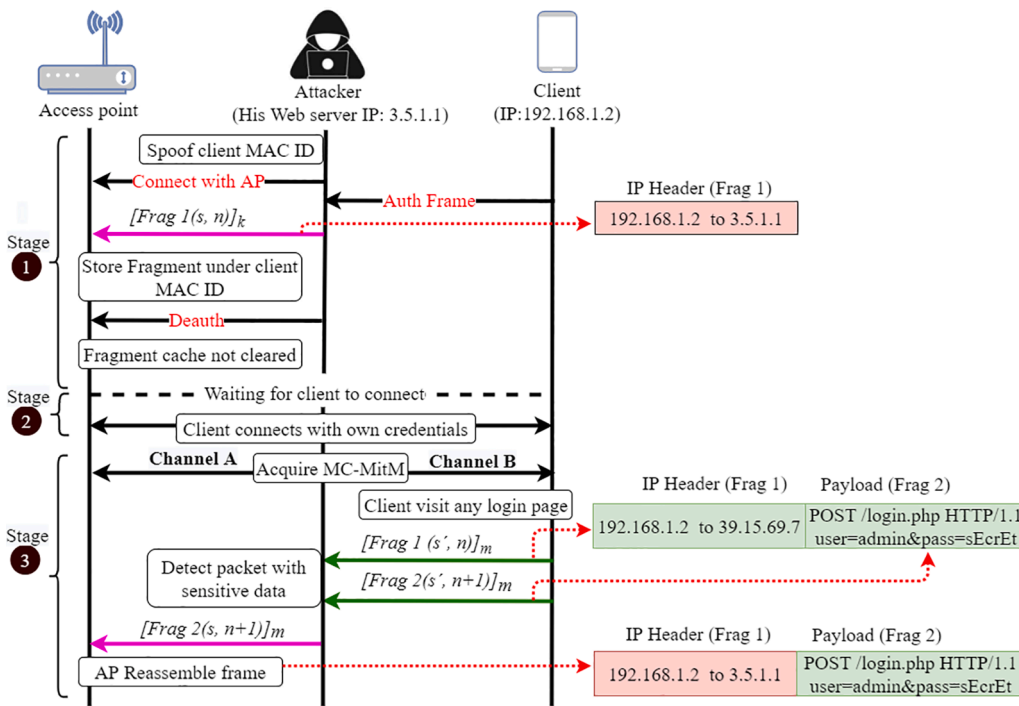 Access point
Attacker
(His Web server IP: 3.5.1.1)
Client
(IP:192.168.1.2)
Stage
1
Spoof client MAC ID
Connect with AP
Auth Frame
[Frag 1(s, n)]k
IP Header (Frag 1)
192.168.1.2 to 3.5.1.1
Store Fragment under client
MAC ID
Deauth
Fragment cache not cleared
Waiting for client to connect
Stage
2
Client connects with own credentials
Stage
3
Channel A
Acquire MC-MitM
Channel B
Client visit any login page
IP Header (Frag 1)
Payload (Frag 2)
192.168.1.2 to 39.15.69.7
POST /login.php HTTP/1.1
user=admin&pass=sEcrEt
[Frag 1 (s´, n)]m
Detect packet with
sensitive data
[Frag 2(s´, n+1)]m
[Frag 2(s, n+1)]m
AP Reassemble frame
IP Header (Frag 1)
Payload (Frag 2)
192.168.1.2 to 3.5.1.1
POST /login.php HTTP/1.1
user=admin&pass=sEcrEt